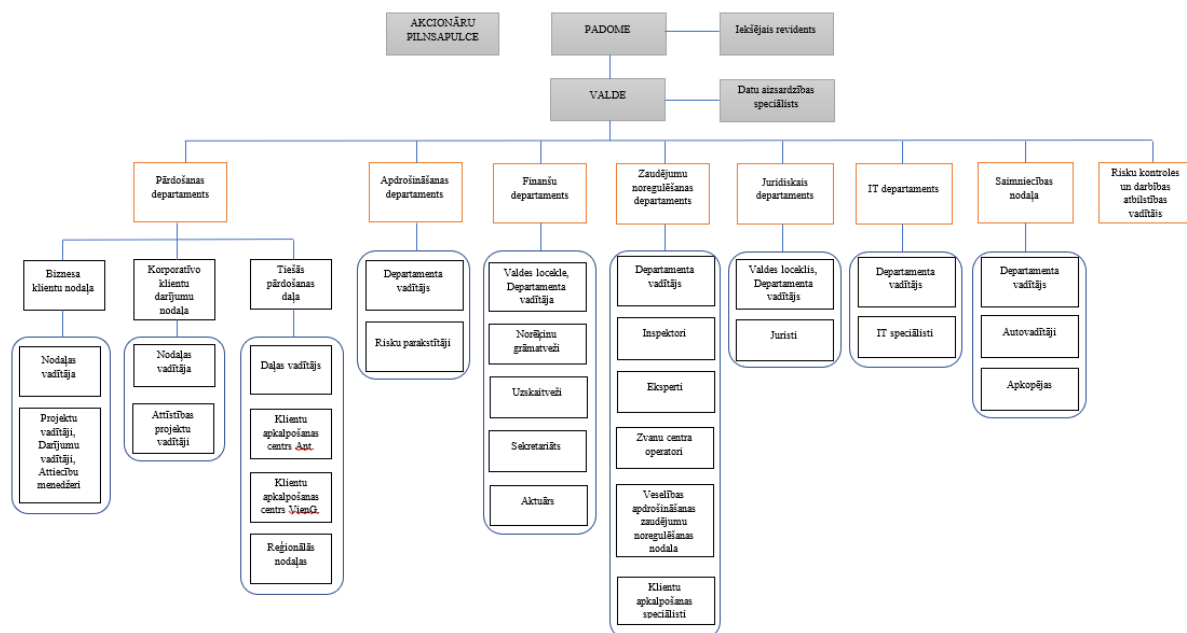 AKCIONĀRU
PILNSAPULCE
PADOME
Iekšējais revidents
VALDE
Datu aizsardzības
speciālists
Pārdošanas
departaments
Apdrošināšanas
departaments
Finanšu
departaments
Zaudējumu
noregulēšanas
departaments
Juridiskais
departaments
IT departaments
Saimniecības
nodaļa
Risku kontroles
un darbības
atbilstības
vadītājs
Biznesa
klientu nodaļa
Korporatīvo
klientu
darījumu
nodaļa
Tiešās
pārdošanas
daļa
Nodaļas
vadītāja
Projektu
vadītāji,
Darījumu
vadītāji,
Attiecību
menedžeri
Nodaļas
vadītāja
Attīstības
projektu
vadītāji
Daļas vadītājs
Klientu
apkalpošanas
centrs Ant.
Klientu
apkalpošanas
centrs VienG.
Reģionālās
nodaļas
Departamenta
vadītājs
Risku parakstītāji
Valdes locekle,
Departamenta
vadītāja
Norēķinu
grāmatveži
Uzskaitveži
Sekretariāts
Aktuārs
Departamenta
vadītājs
Inspektori
Eksperti
Zvanu centra
operatori
Veselības
apdrošināšanas
zaudējumu
noregulēšanas
nodaļa
Klientu
apkalpošanas
speciālisti
Valdes loceklis,
Departamenta
vadītājs
Juristi
Departamenta
vadītājs
IT speciālisti
Departamenta
vadītājs
Autovadītāji
Apkopējas